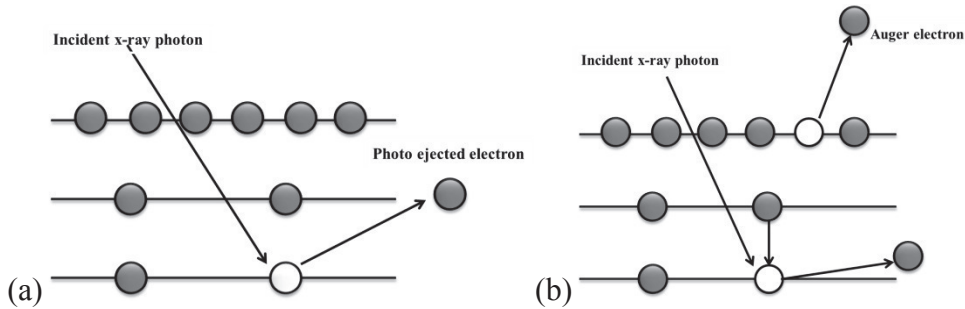 Incident x-ray photon
Photo ejected electron
(a)
Auger electron
Incident x-ray photon
(b)